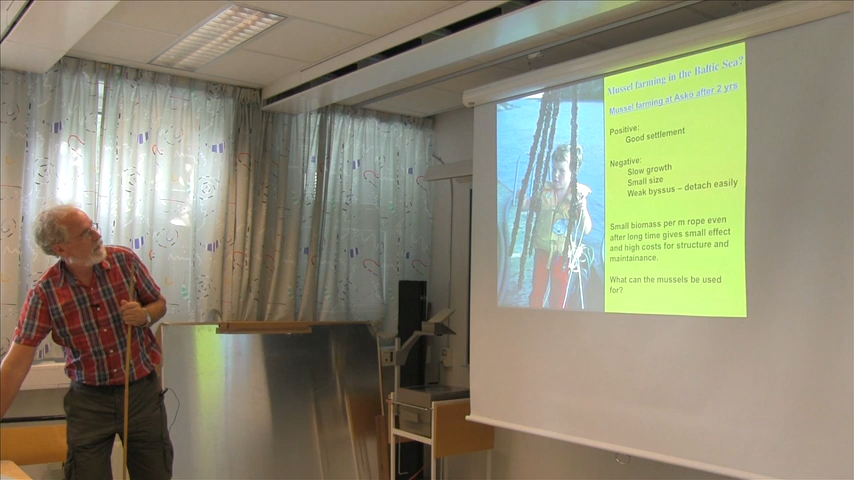 Mussel farming in the Baltic Sea?
Mussel farming at Asko after 2 yrs
Positive:
Good settlement
Negative:
Slow growth
Small size
Weak byssus – detach easily
Small biomass per m rope even
after long time gives small effect
and high costs for structure and
maintainance.
What can the mussels be used
for?